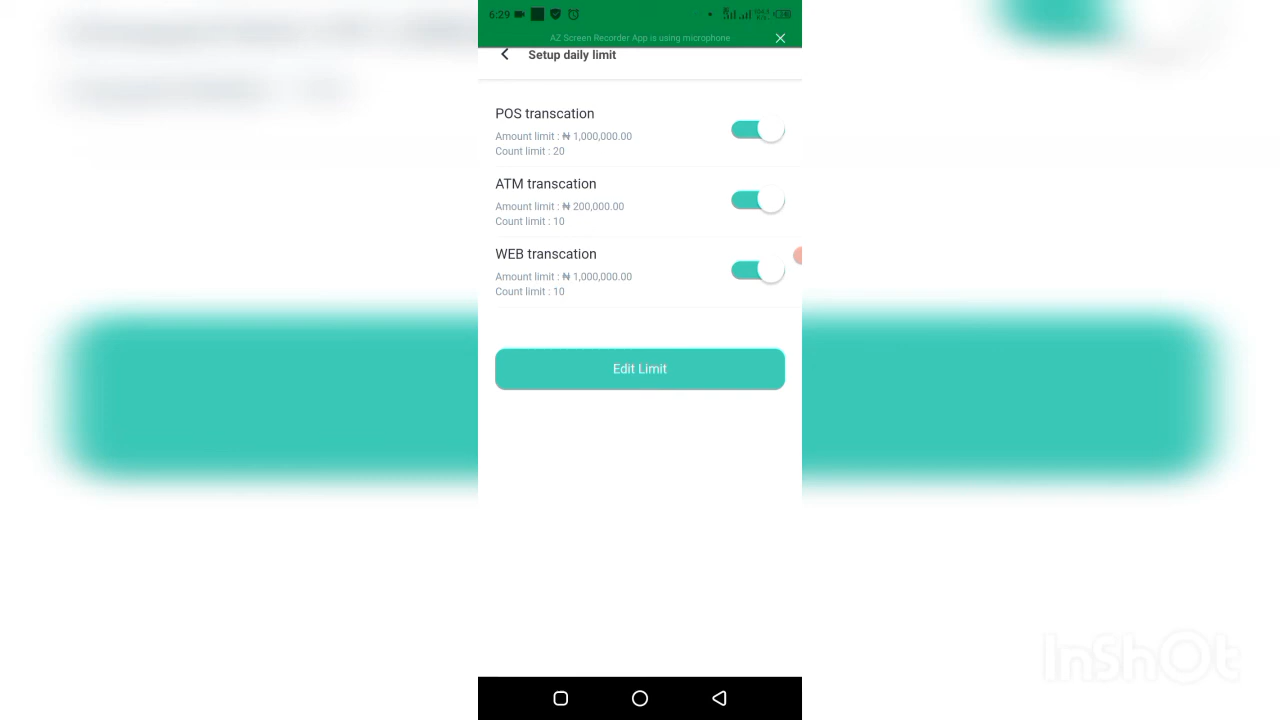 6:29
AZ Screen Recorder App is using microphone
Setup daily limit
POS transcation
Amount limit : ₦ 1,000,000.00
Count limit : 20
ATM transcation
Amount limit : ₦ 200,000.00
Count limit : 10
WEB transcation
Amount limit : ₦ 1,000,000.00
Count limit : 10
Edit Limit
InShOt